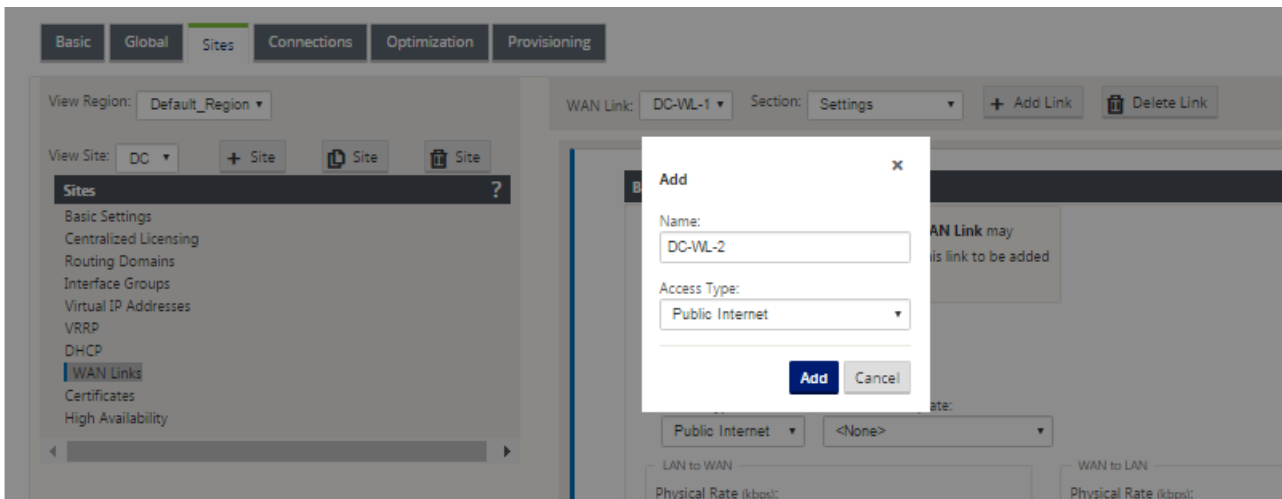 Basic Global Sites Connections Optimization Provisioning
View Region: Default_Region
WAN Link: DC-WL-1 Section: Settings + Add Link Delete Link
View Site: DC + Site Site Site
Sites ?
Basic Settings
Centralized Licensing
Routing Domains
Interface Groups
Virtual IP Addresses
VRRP
DHCP
WAN Links
Certificates
High Availability
Add ×
Name:
DC-WL-2
Access Type:
Public Internet
Add Cancel
AN Link may
is link to be added
ate:
Public Internet <None>
LAN to WAN WAN to LAN
Physical Rate (kbps): Physical Rate (kbps):